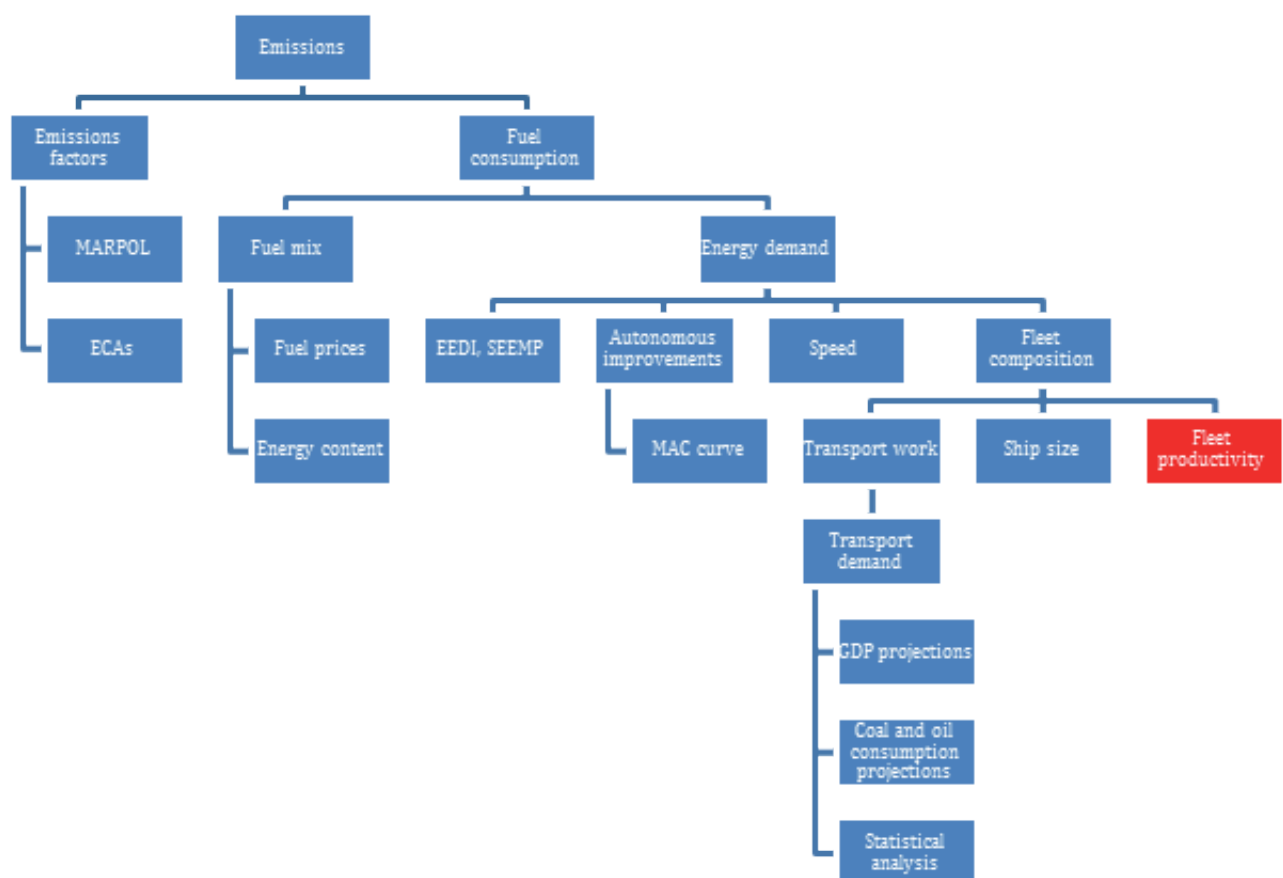 Emissions
Emissions
factors
Fuel
consumption
MARPOL
Fuel mix
Energy demand
ECAs
Fuel prices
EEDI, SEEMP
Autonomous
improvements
Speed
Fleet
composition
Energy content
MAC curve
Transport work
Ship size
Fleet
productivity
Transport
demand
GDP projections
Coal and oil
consumption
projections
Statistical
analysis